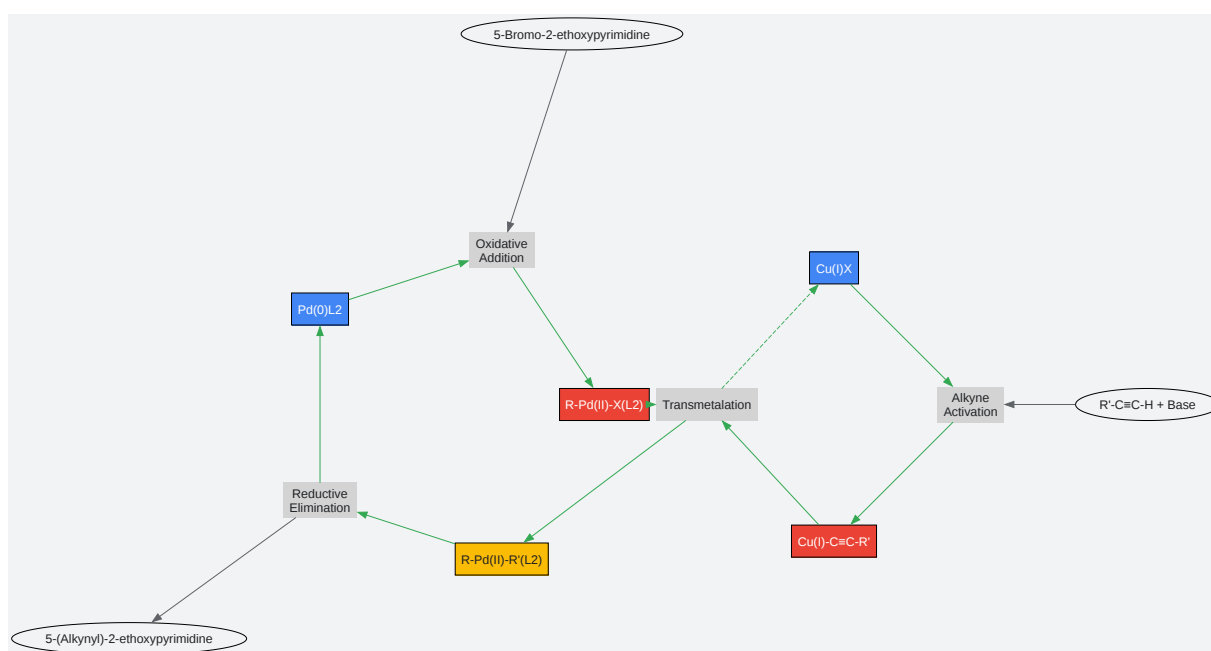 5-Bromo-2-ethoxypyrimidine
Oxidative
Addition
Cu(I)X
Pd(0)L2
R-Pd(II)-X(L2)
Transmetalation
Alkyne
Activation
R'-C≡C-H + Base
Reductive
Elimination
Cu(I)-C≡C-R'
R-Pd(II)-R'(L2)
5-(Alkynyl)-2-ethoxypyrimidine